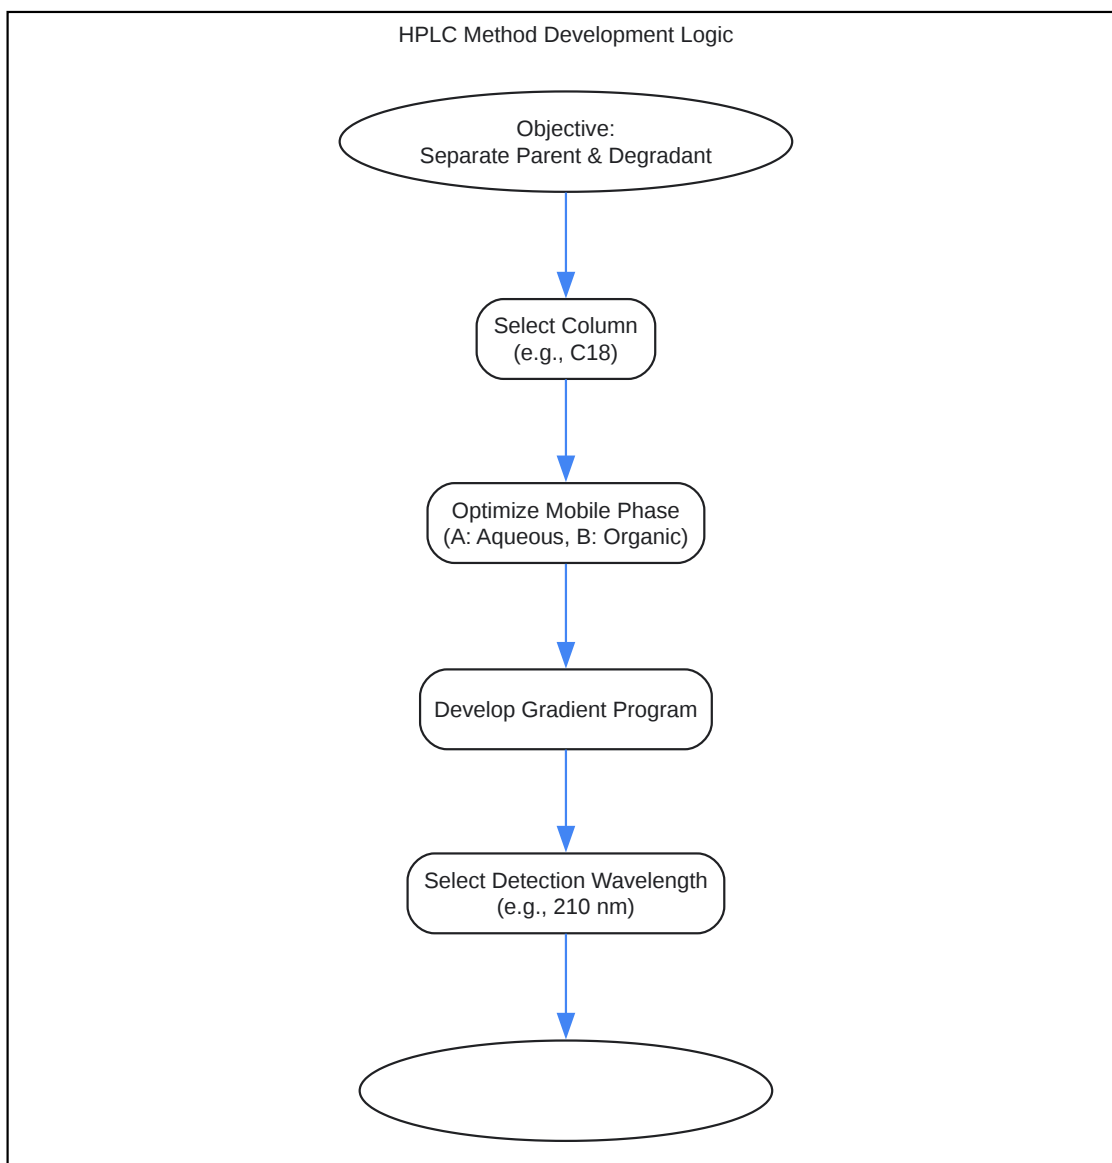 HPLC Method Development Logic
Objective:
Separate Parent & Degradant
Select Column
(e.g., C18)
Optimize Mobile Phase
(A: Aqueous, B: Organic)
Develop Gradient Program
Select Detection Wavelength
(e.g., 210 nm)